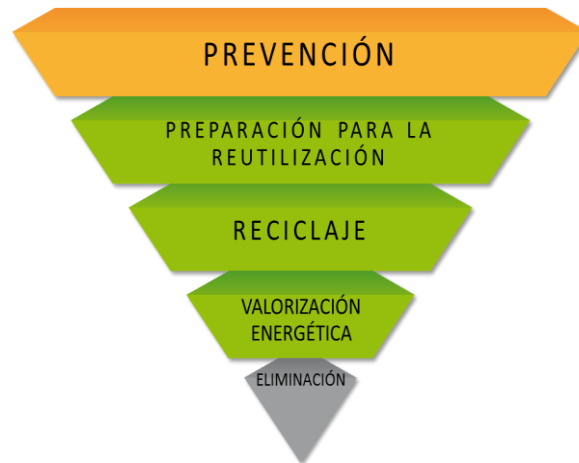 PREVENCIÓN
PREPARACIÓN PARA LA
REUTILIZACIÓN
RECICLAJE
VALORIZACIÓN
ENERGÉTICA
ELIMINACIÓN